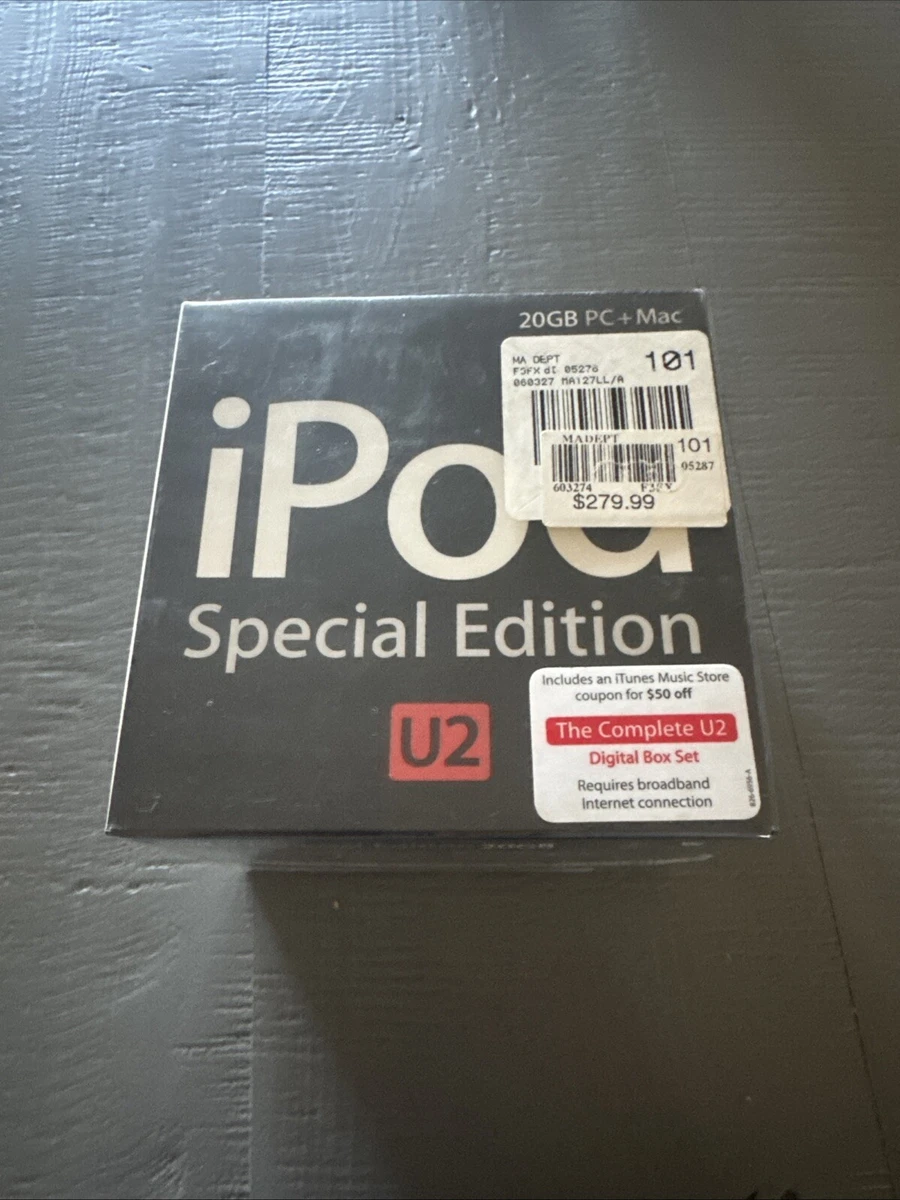 20GB PC+Mac
MA DEPT 101
05278
060327 MA127LL/A
MADEPT 101
05287
603274
$279.99
iPod
Special Edition
U2
Includes an iTunes Music Store
coupon for $50 off
The Complete U2
Digital Box Set
Requires broadband
Internet connection